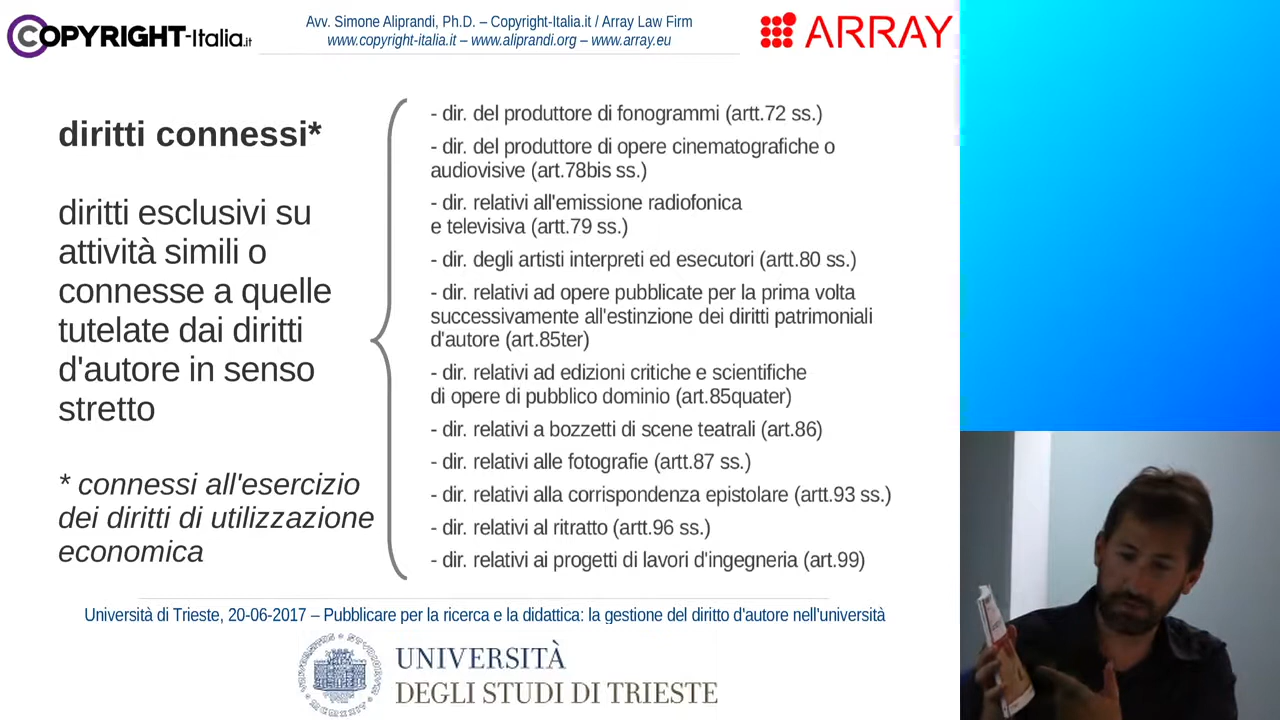 COPYRIGHT-Italia.it
Avv. Simone Aliprandi, Ph.D. – Copyright-Italia.it / Array Law Firm
www.copyright-italia.it – www.aliprandi.org – www.array.eu
ARRAY
diritti connessi*
diritti esclusivi su
attività simili o
connesse a quelle
tutelate dai diritti
d'autore in senso
stretto
* connessi all'esercizio
dei diritti di utilizzazione
economica
- dir. del produttore di fonogrammi (artt.72 ss.)
- dir. del produttore di opere cinematografiche o
audiovisive (art.78bis ss.)
- dir. relativi all'emissione radiofonica
e televisiva (artt.79 ss.)
- dir. degli artisti interpreti ed esecutori (artt.80 ss.)
- dir. relativi ad opere pubblicate per la prima volta
successivamente all'estinzione dei diritti patrimoniali
d'autore (art.85ter)
- dir. relativi ad edizioni critiche e scientifiche
di opere di pubblico dominio (art.85quater)
- dir. relativi a bozzetti di scene teatrali (art.86)
- dir. relativi alle fotografie (artt.87 ss.)
- dir. relativi alla corrispondenza epistolare (artt.93 ss.)
- dir. relativi al ritratto (artt.96 ss.)
- dir. relativi ai progetti di lavori d'ingegneria (art.99)
Università di Trieste, 20-06-2017 – Pubblicare per la ricerca e la didattica: la gestione del diritto d'autore nell'università
UNIVERSITÀ
DEGLI STUDI DI TRIESTE